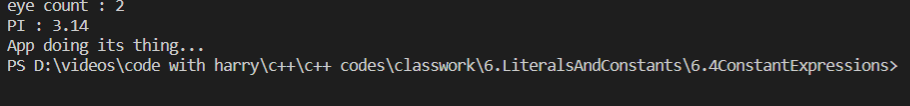 eye count : 2
PI : 3.14
App doing its thing...
PS D:\videos\code with harry\c++\c++ codes\classwork\6.LiteralsAndConstants\6.4ConstantExpressions>